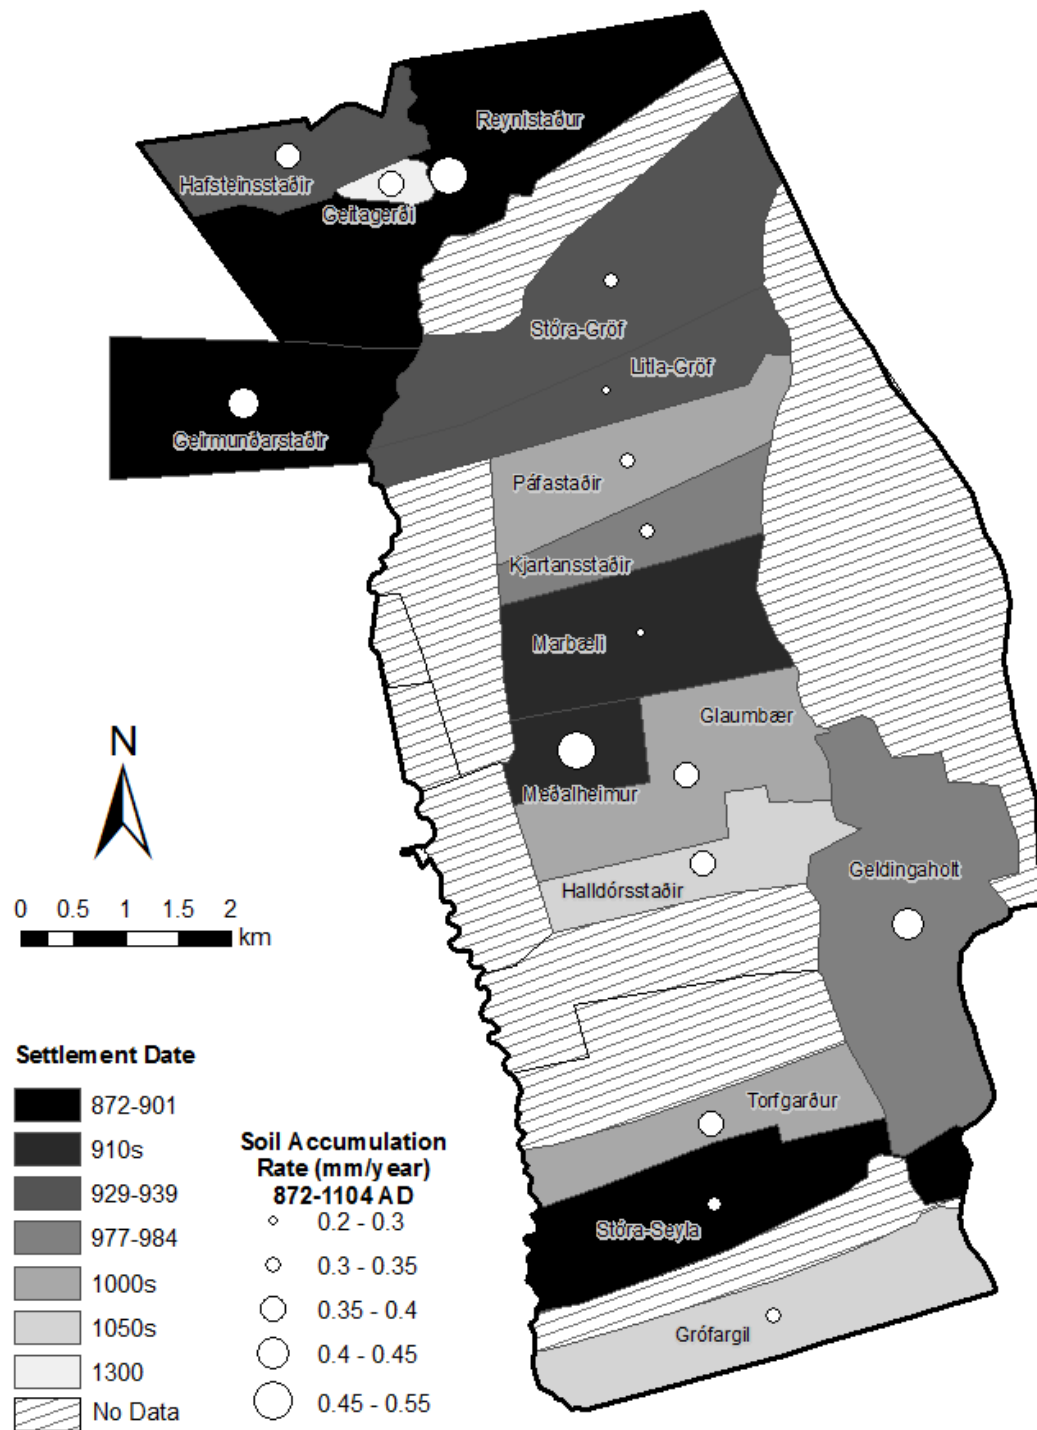 Reynistaður
Hafsteinsstaðir
Geitagerði
Stóra-Gröf
Litla-Gröf
Geirmunðarstaðir
Páfastaðir
Kjartansstaðir
Marbæli
Glaumbær
Meðalheimur
N
Halldórsstaðir
Geldingaholt
0 0.5 1 1.5 2
km
Torfgarður
Stóra-Seyla
Grófargil
Settlement Date
872-901
910s
929-939
977-984
1000s
1050s
1300
No Data
Soil Accumulation
Rate (mm/year)
872-1104 AD
0.2 - 0.3
0.3 - 0.35
0.35 - 0.4
0.4 - 0.45
0.45 - 0.55